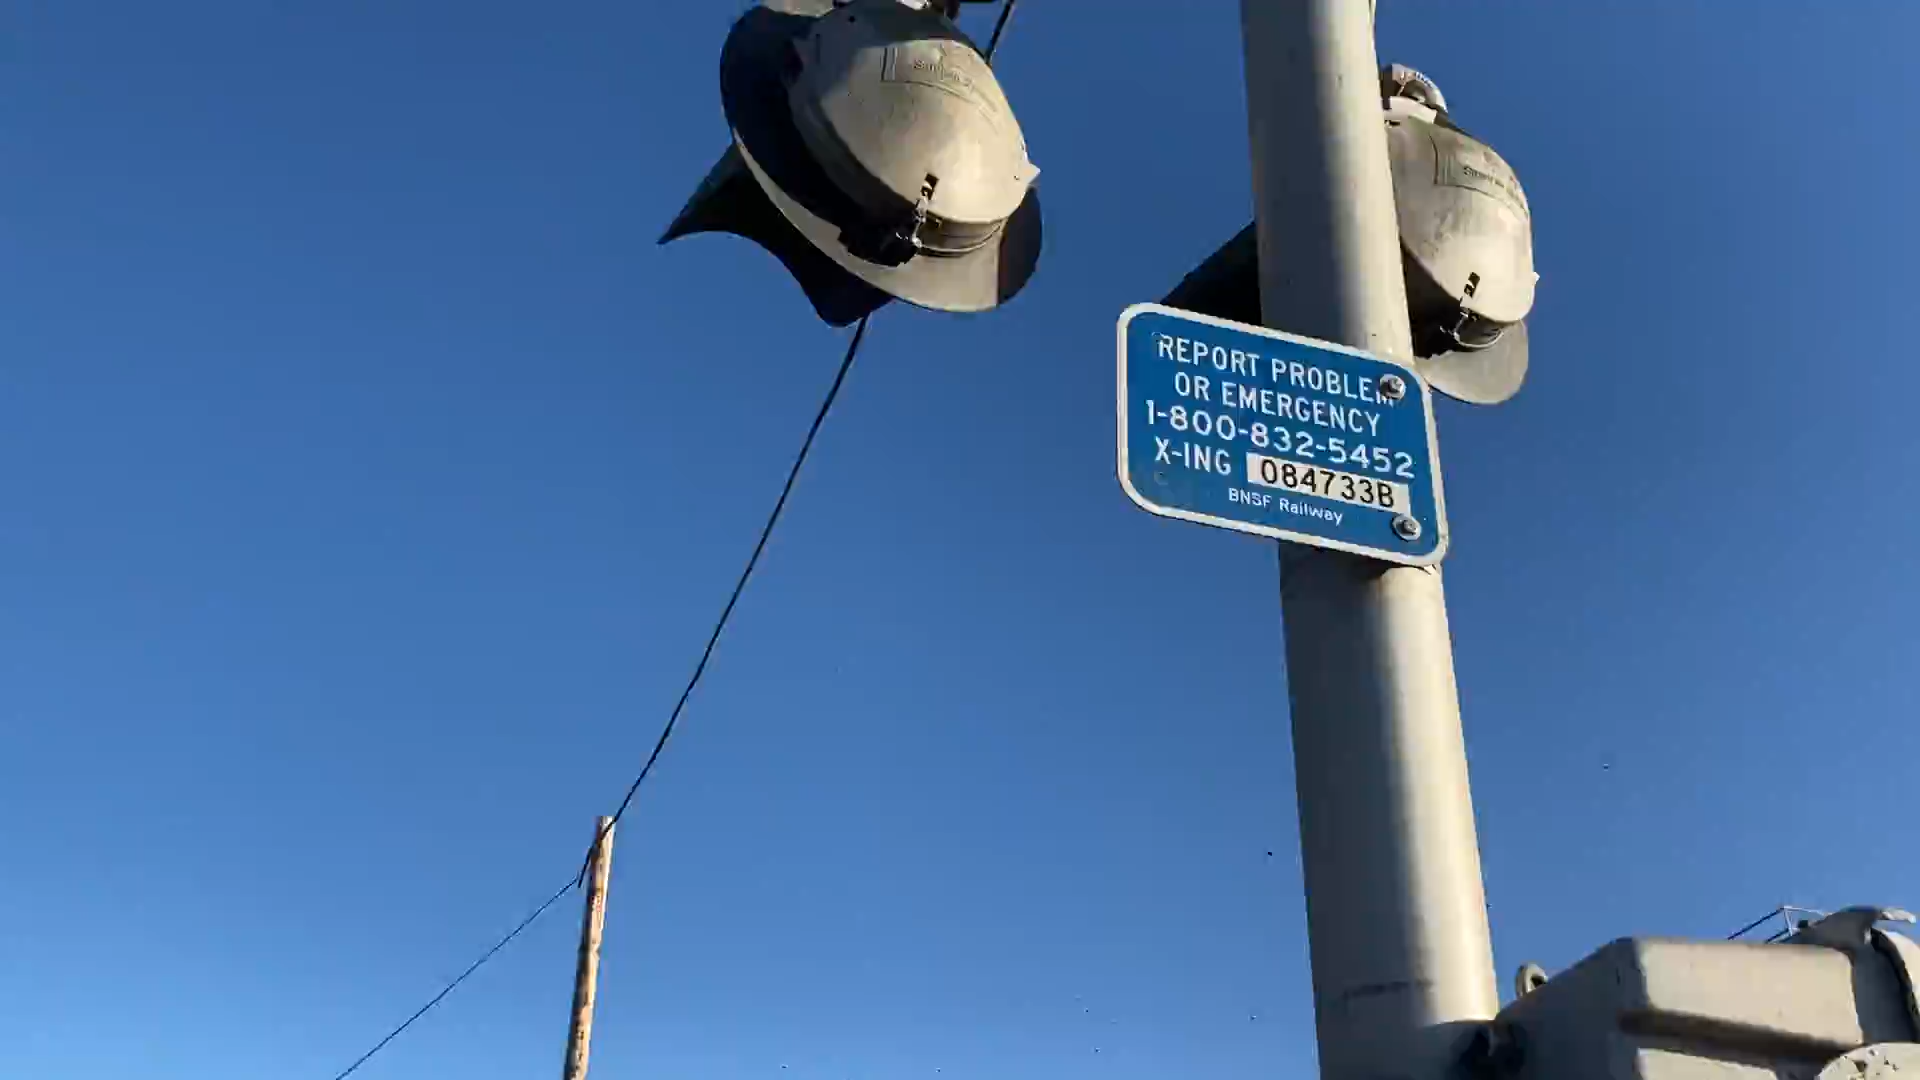 REPORT PROBLEM
OR EMERGENCY
1-800-832-5452
X-ING 084733B
BNSF Railway